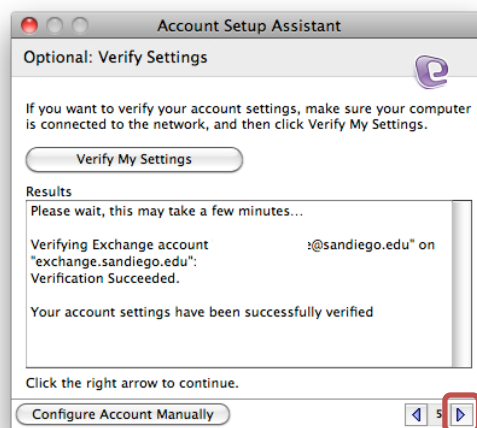 Account Setup Assistant
Optional: Verify Settings
If you want to verify your account settings, make sure your computer
is connected to the network, and then click Verify My Settings.
Verify My Settings
Results
Please wait, this may take a few minutes...
Verifying Exchange account e@sandiego.edu" on
"exchange.sandiego.edu":
Verification Succeeded.
Your account settings have been successfully verified
Click the right arrow to continue.
Configure Account Manually 5